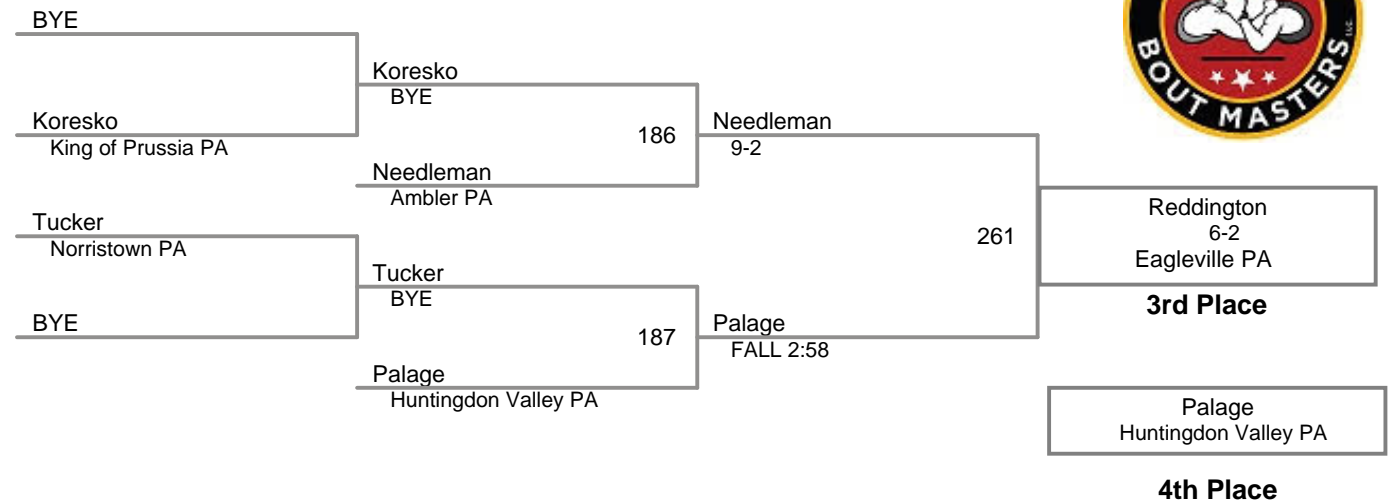 BYE
Koresko
BYE
Koresko
King of Prussia PA
186
Needleman
9-2
Needleman
Ambler PA
Tucker
Norristown PA
261
Reddington
6-2
Eagleville PA
3rd Place
Tucker
BYE
BYE
187
Palage
FALL 2:58
Palage
Huntingdon Valley PA
Palage
Huntingdon Valley PA
4th Place
BOUT MASTERS